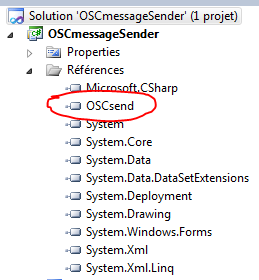 Solution 'OSCmessageSender' (1 projet)
OSCmessageSender
Properties
Références
Microsoft.CSharp
OSCsend
System
System.Core
System.Data
System.Data.DataSetExtensions
System.Deployment
System.Drawing
System.Windows.Forms
System.Xml
System.Xml.Linq